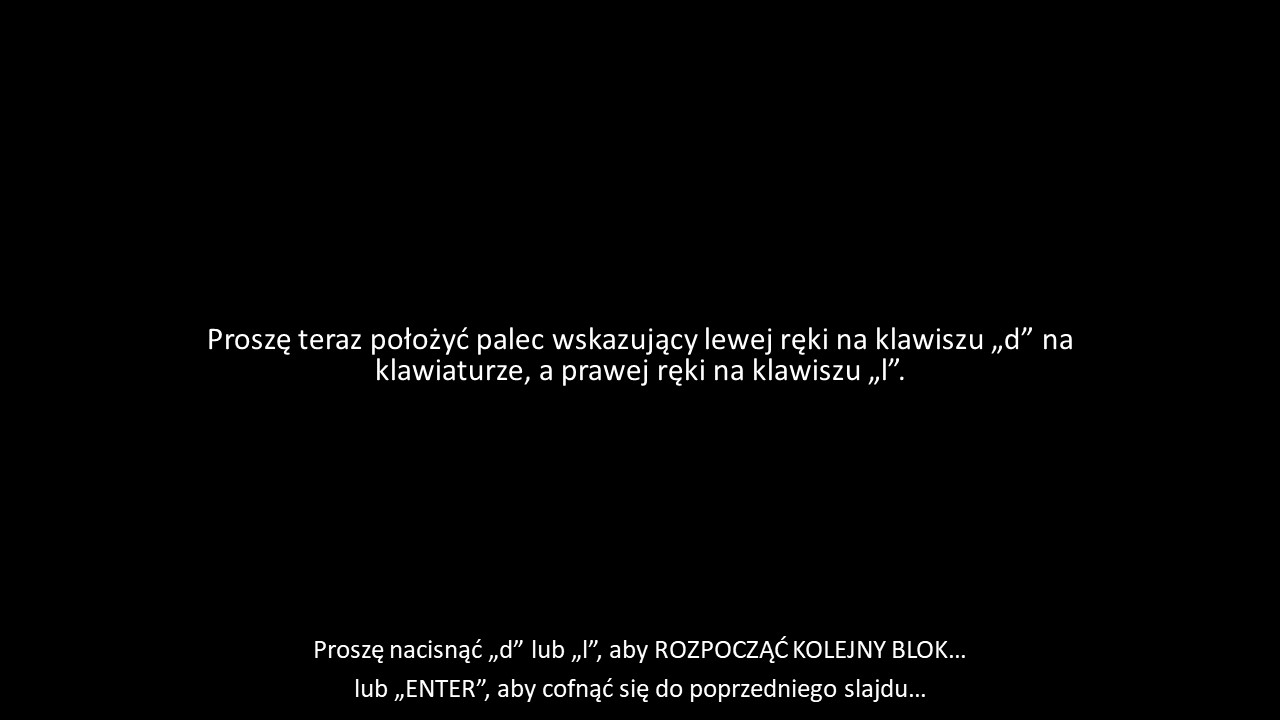 Proszę teraz położyć palec wskazujący lewej ręki na klawiszu „d” na
klawiaturze, a prawej ręki na klawiszu „l”.
Proszę nacisnąć „d” lub „l”, aby ROZPOCZĄĆ KOLEJNY BLOK...
lub „ENTER”, aby cofnąć się do poprzedniego slajdu...